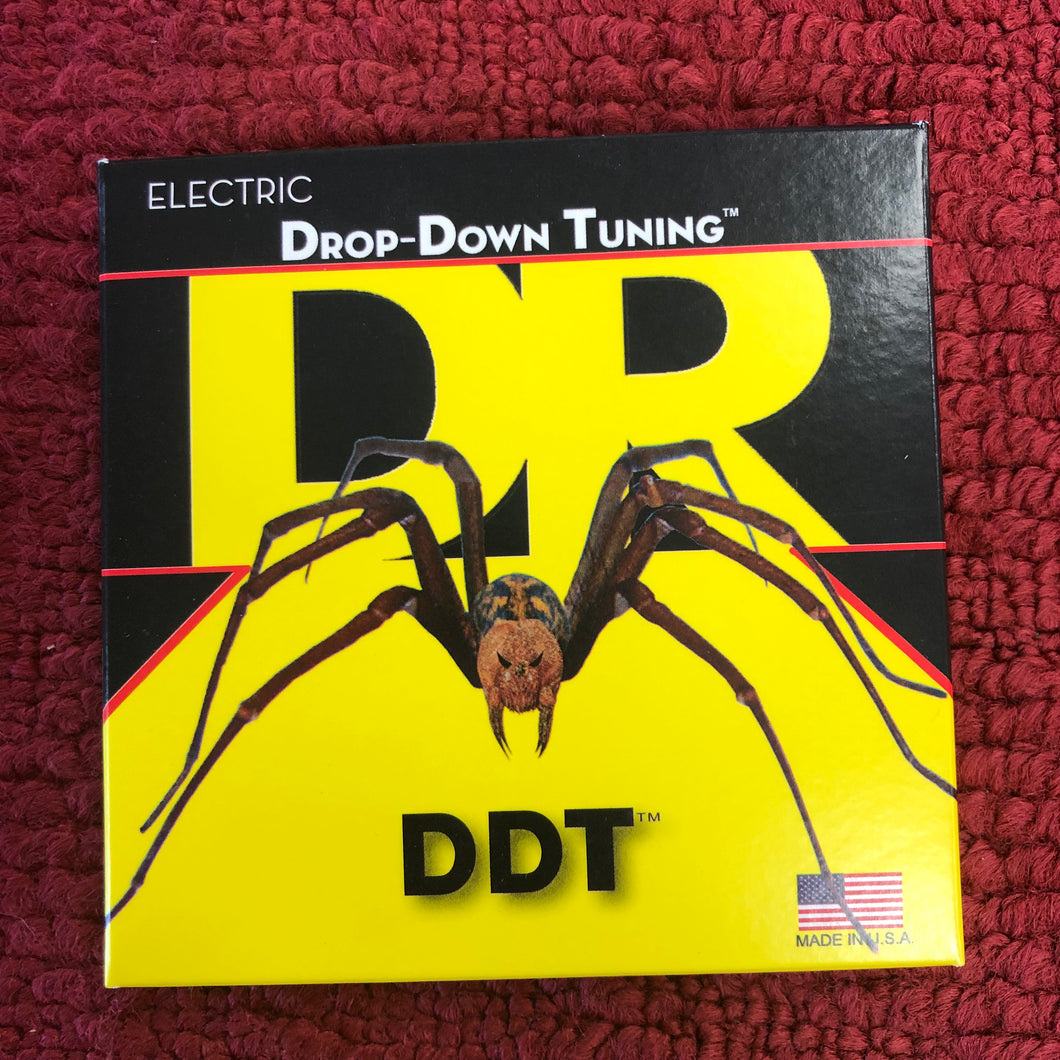 ELECTRIC
DROP-DOWN TUNING™
DR
DDT™
MADE IN U.S.A.